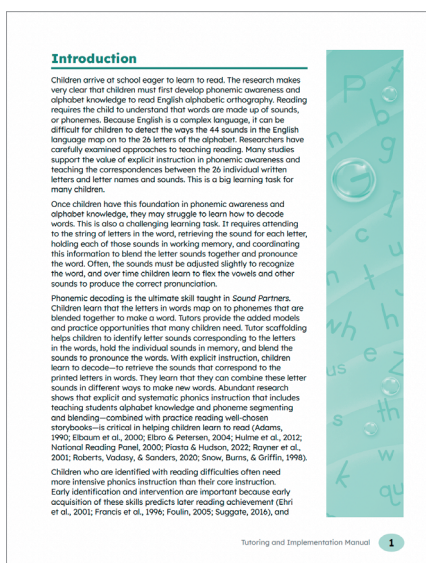 Introduction
Children arrive at school eager to learn to read. The research makes
very clear that children must first develop phonemic awareness and
alphabet knowledge to read English alphabetic orthography. Reading
requires the child to understand that words are made up of sounds,
or phonemes. Because English is a complex language, it can be
difficult for children to detect the ways the 44 sounds in the English
language map on to the 26 letters of the alphabet. Researchers have
carefully examined approaches to teaching reading. Many studies
support the value of explicit instruction in phonemic awareness and
teaching the correspondences between the 26 individual written
letters and letter names and sounds. This is a big learning task for
many children.
Once children have this foundation in phonemic awareness and
alphabet knowledge, they may struggle to learn how to decode
words. This is also a challenging learning task. It requires attending
to the string of letters in the word, retrieving the sound for each letter,
holding each of those sounds in working memory, and coordinating
this information to blend the letter sounds together and pronounce
the word. Often, the sounds must be adjusted slightly to recognize
the word, and over time children learn to flex the vowels and other
sounds to produce the correct pronunciation.
Phonemic decoding is the ultimate skill taught in Sound Partners.
Children learn that the letters in words map on to phonemes that are
blended together to make a word. Tutors provide the added models
and practice opportunities that many children need. Tutor scaffolding
helps children to identify letter sounds corresponding to the letters
in the words, hold the individual sounds in memory, and blend the
sounds to pronounce the words. With explicit instruction, children
learn to decode—to retrieve the sounds that correspond to the
printed letters in words. They learn that they can combine these letter
sounds in different ways to make new words. Abundant research
shows that explicit and systematic phonics instruction that includes
teaching students alphabet knowledge and phoneme segmenting
and blending—combined with practice reading well-chosen
storybooks—is critical in helping children learn to read (Adams,
1990; Elbaum et al., 2000; Elbro & Petersen, 2004; Hulme et al., 2012;
National Reading Panel, 2000; Piasta & Hudson, 2022; Rayner et al.,
2001; Roberts, Vadasy, & Sanders, 2020; Snow, Burns, & Griffin, 1998).
Children who are identified with reading difficulties often need
more intensive phonics instruction than their core instruction.
Early identification and intervention are important because early
acquisition of these skills predicts later reading achievement (Ehri
et al., 2001; Francis et al., 1996; Foulin, 2005; Suggate, 2016), and
P
t
b
n
g
I
c
u
n
t
j
wh
h
e
z
us
s
th
w
k
qu
Tutoring and Implementation Manual 1